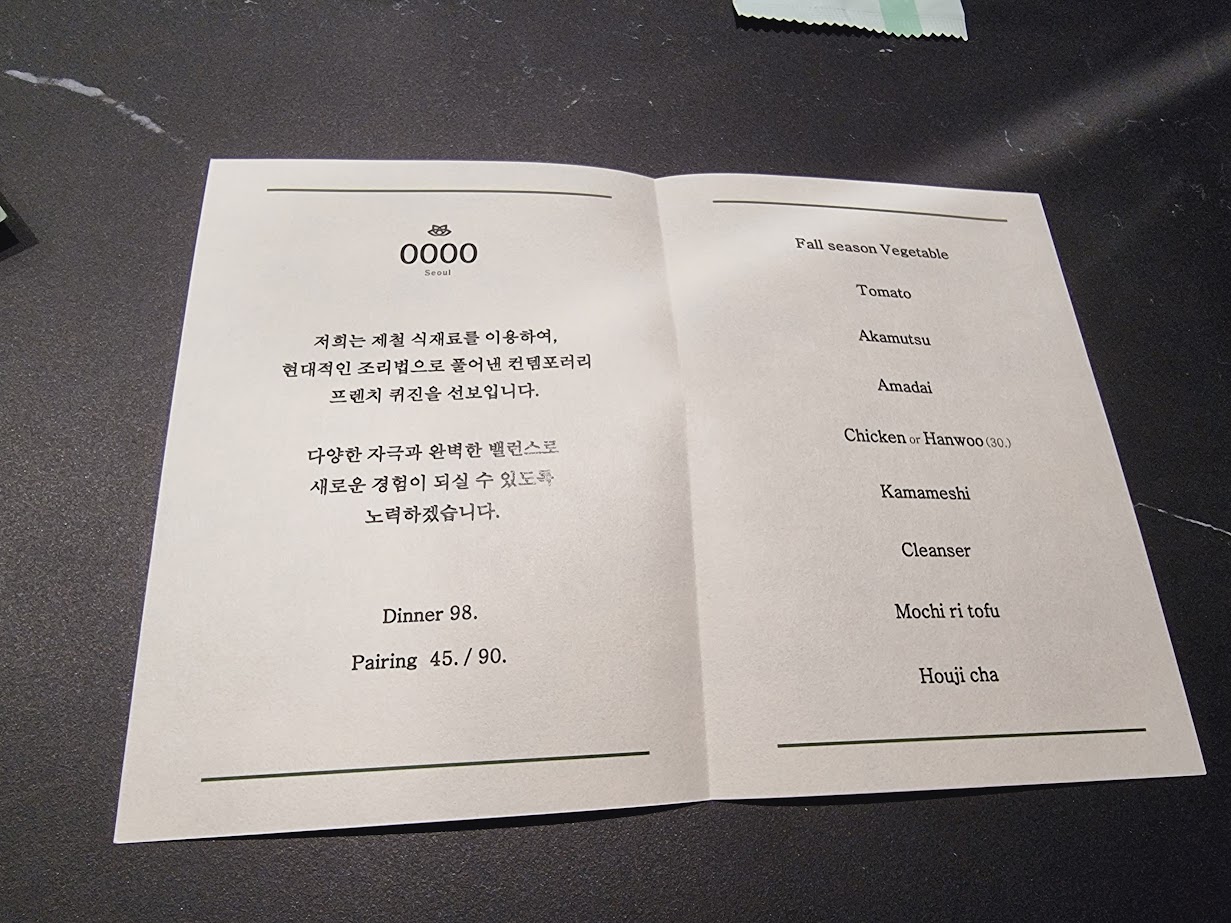 0000
Seoul
저희는 제철 식재료를 이용하여,
현대적인 조리법으로 풀어낸 컨템포러리
프렌치 퀴진을 선보입니다.
다양한 자극과 완벽한 밸런스로
새로운 경험이 되실 수 있도록
노력하겠습니다.
Dinner 98.
Pairing 45. / 90.
Fall season Vegetable
Tomato
Akamutsu
Amadai
Chicken or Hanwoo (30.)
Kamameshi
Cleanser
Mochi ri tofu
Houji cha